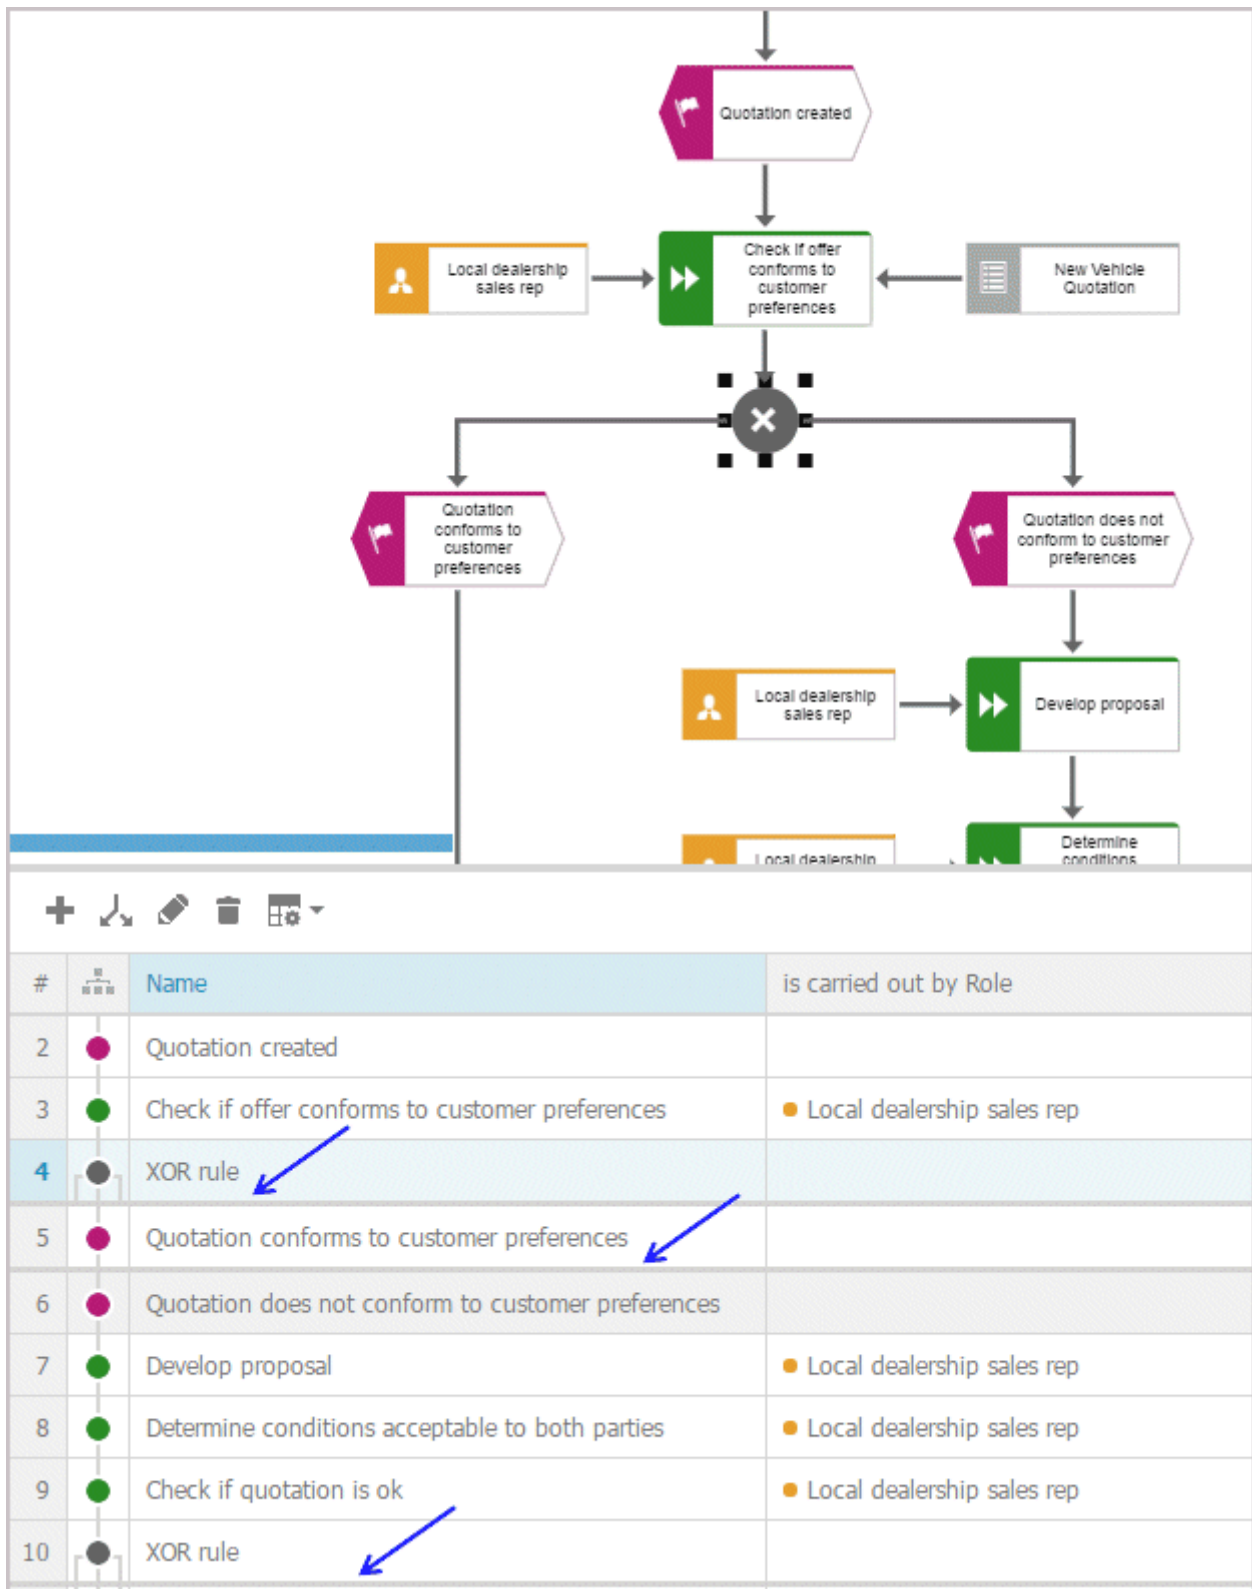 Quotation created
Local dealership
sales rep
Check if offer
conforms to
customer
preferences
New Vehicle
Quotation
Quotation
conforms to
customer
preferences
Quotation does not
conform to customer
preferences
Local dealership
sales rep
Develop proposal
Local dealership
Determine
conditions
# Name is carried out by Role
2 Quotation created
3 Check if offer conforms to customer preferences Local dealership sales rep
4 XOR rule
5 Quotation conforms to customer preferences
6 Quotation does not conform to customer preferences
7 Develop proposal Local dealership sales rep
8 Determine conditions acceptable to both parties Local dealership sales rep
9 Check if quotation is ok Local dealership sales rep
10 XOR rule